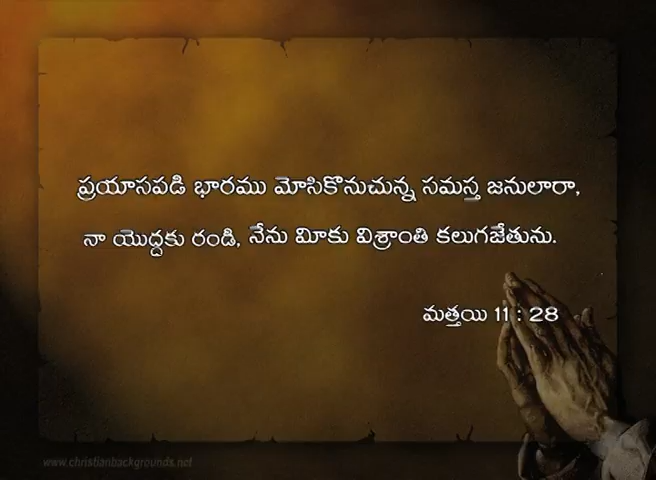 ప్రయాసపడి భారము మోసికొనుచున్న సమస్త జనులారా,
నా యొద్దకు రండి, నేను మీకు విశ్రాంతి కలుగజేతును.
మత్తయి 11 : 28
www.christianbackgrounds.net